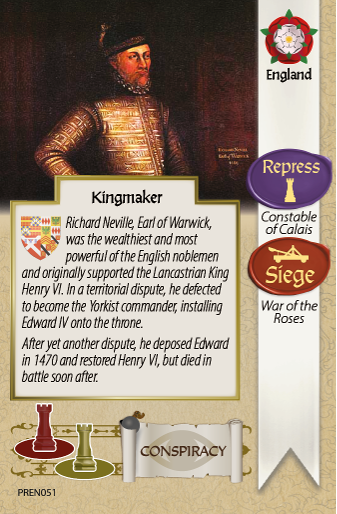 England
Repress
Constable
of Calais
Siege
War of the
Roses
Kingmaker
Richard Neville, Earl of Warwick,
was the wealthiest and most
powerful of the English noblemen
and originally supported the Lancastrian King
Henry VI. In a territorial dispute, he defected
to become the Yorkist commander, installing
Edward IV onto the throne.
After yet another dispute, he deposed Edward
in 1470 and restored Henry VI, but died in
battle soon after.
CONSPIRACY
PREN051